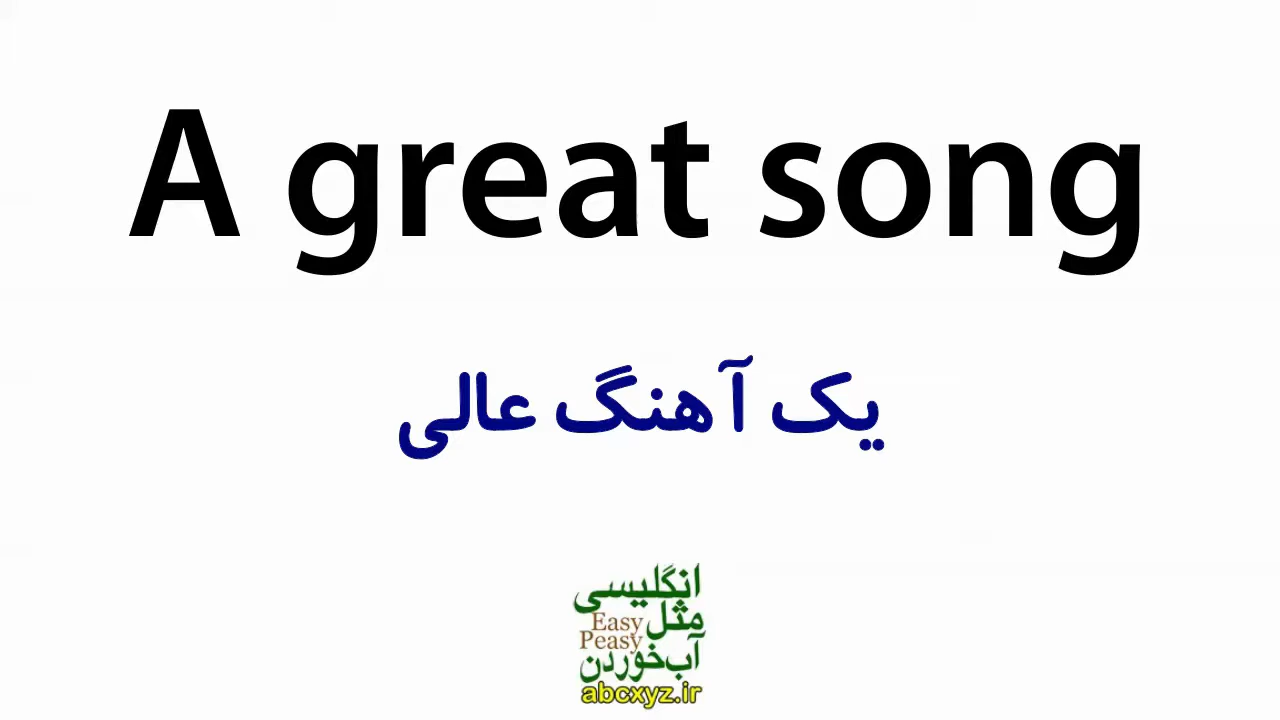 A great song
یک آهنگ عالی
انگلیسی
مثل
Easy
Peasy
آب‌خوردن
abcxyz.ir